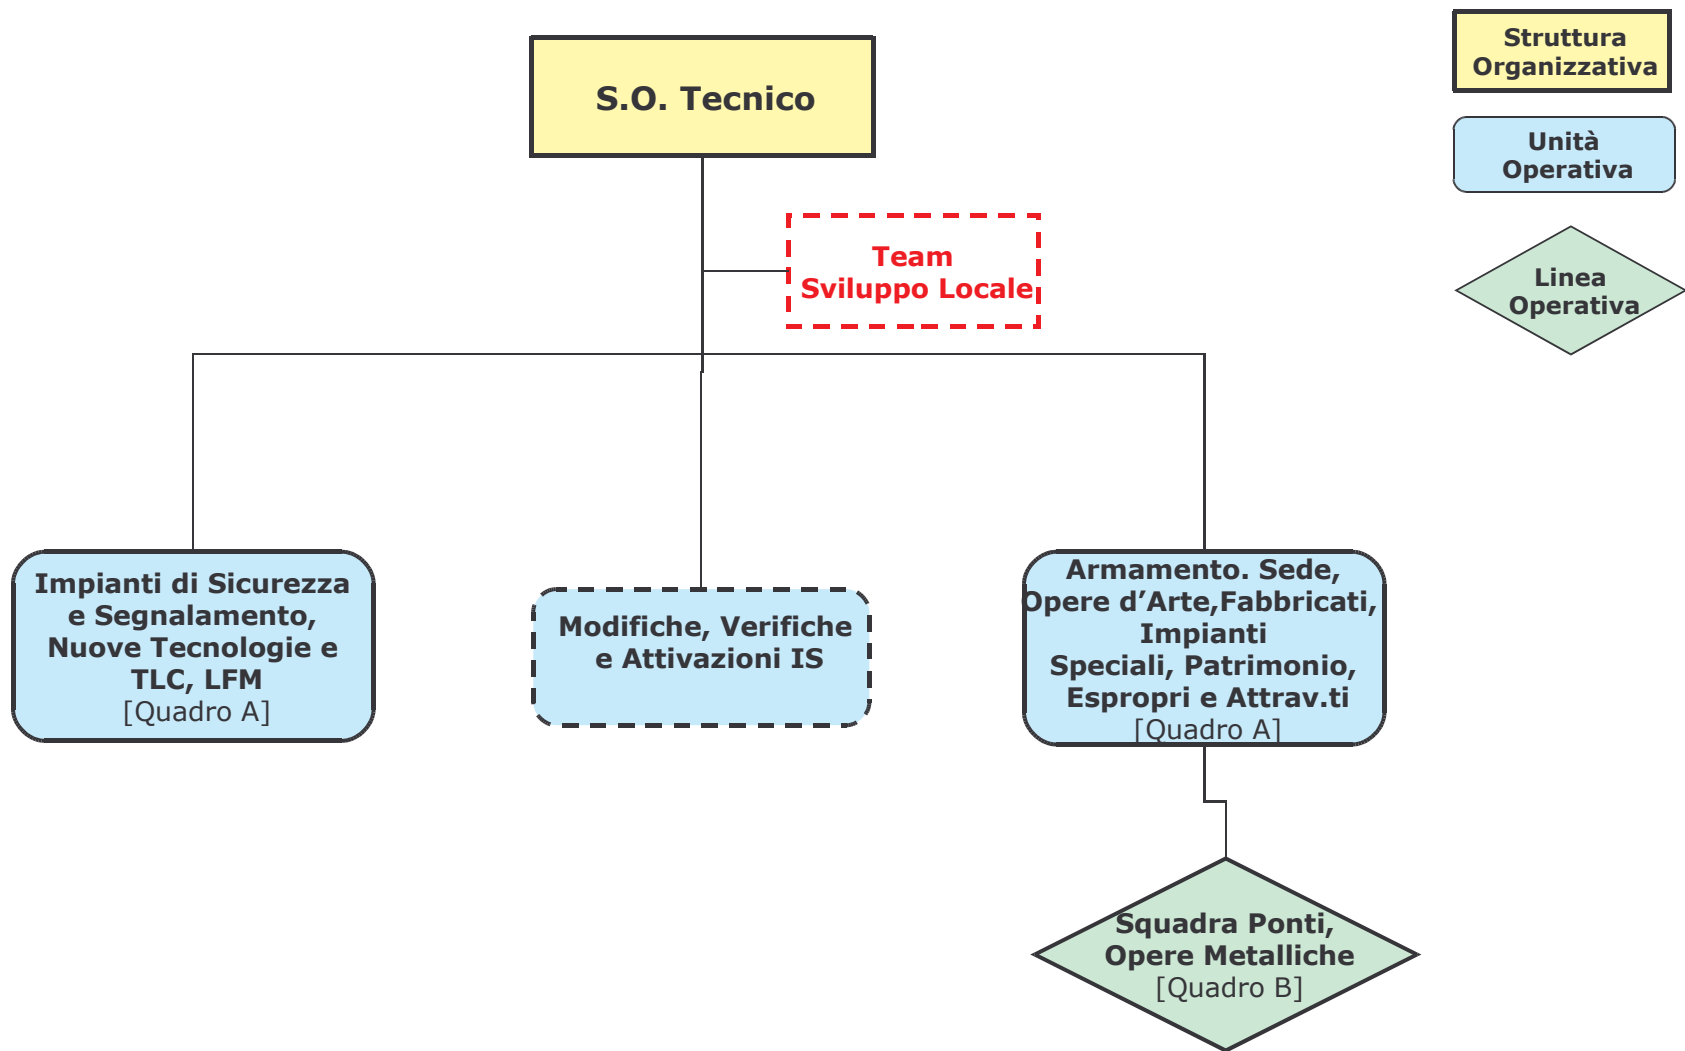 S.O. Tecnico
Team
Sviluppo Locale
Impianti di Sicurezza
e Segnalamento,
Nuove Tecnologie e
TLC, LFM
[Quadro A]
Modifiche, Verifiche
e Attivazioni IS
Armamento. Sede,
Opere d’Arte,Fabbricati,
Impianti
Speciali, Patrimonio,
Espropri e Attrav.ti
[Quadro A]
Squadra Ponti,
Opere Metalliche
[Quadro B]
Struttura
Organizzativa
Unità
Operativa
Linea
Operativa